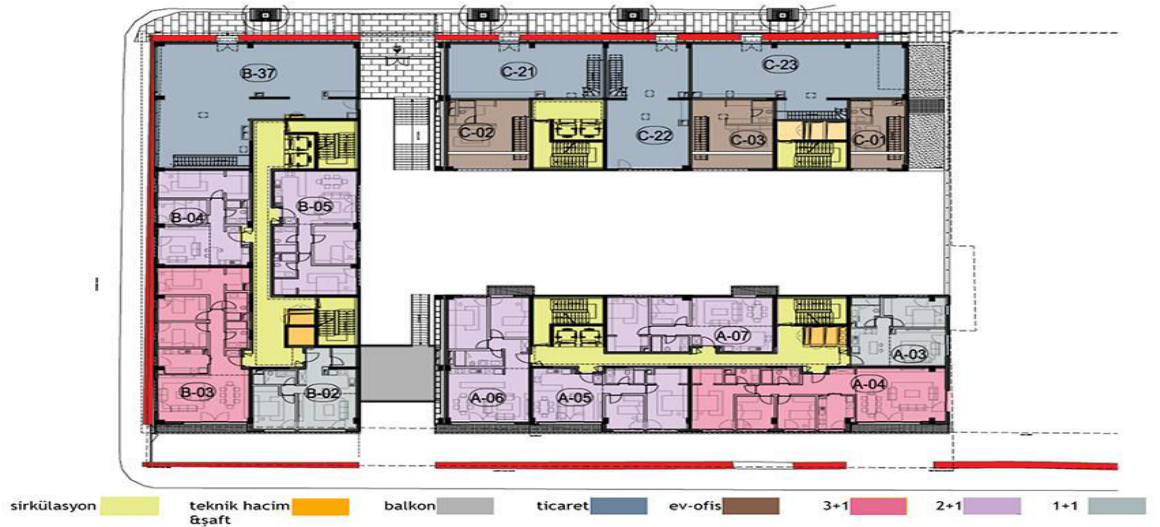 B-37
C-21
C-23
C-02
C-22
C-03
C-01
B-04
B-05
A-07
A-03
B-03
B-02
A-06
A-05
A-04
sirkülasyon
teknik hacim
&şaft
balkon
ticaret
ev-ofis
3+1
2+1
1+1